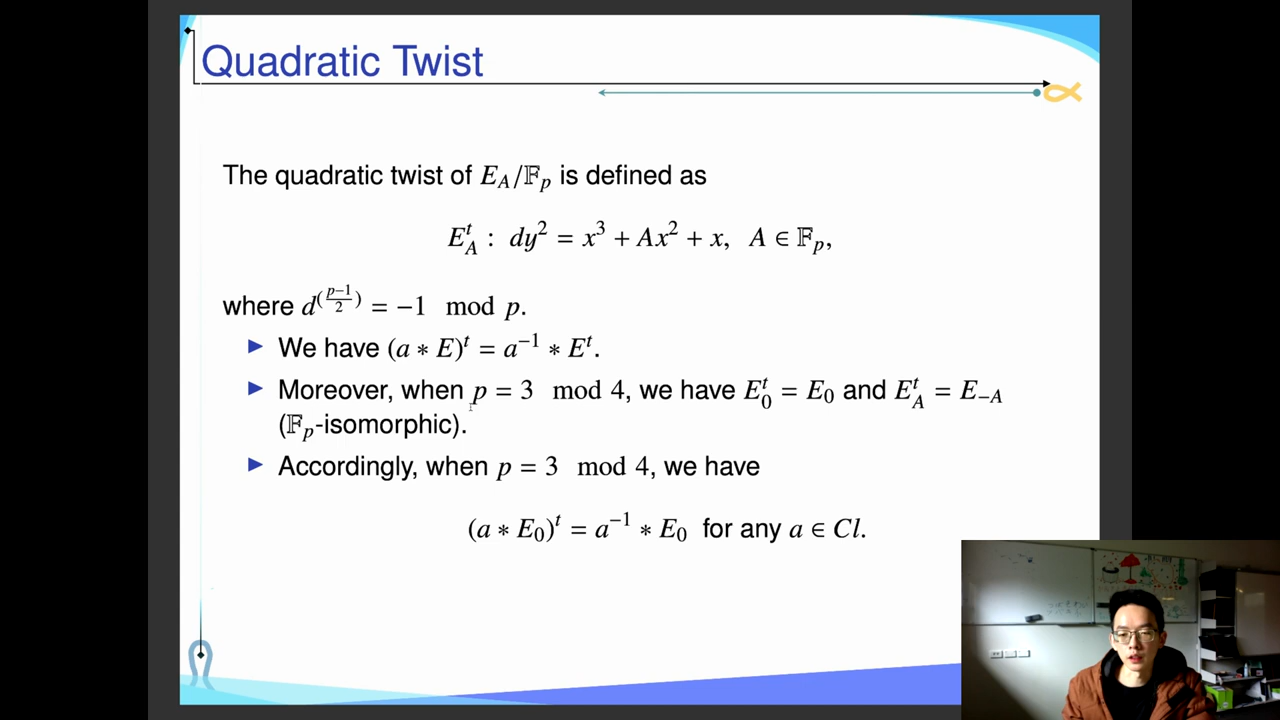 Quadratic Twist
The quadratic twist of E_A/𝔽_p is defined as
E_A^t : dy² = x³ + Ax² + x, A ∈ 𝔽_p,
where d^((p−1)/2) = −1 mod p.
We have (a ∗ E)^t = a^{−1} ∗ E^t.
Moreover, when p = 3 mod 4, we have E_0^t = E_0 and E_A^t = E_{−A}
(𝔽_p-isomorphic).
Accordingly, when p = 3 mod 4, we have
(a ∗ E_0)^t = a^{−1} ∗ E_0 for any a ∈ Cl.